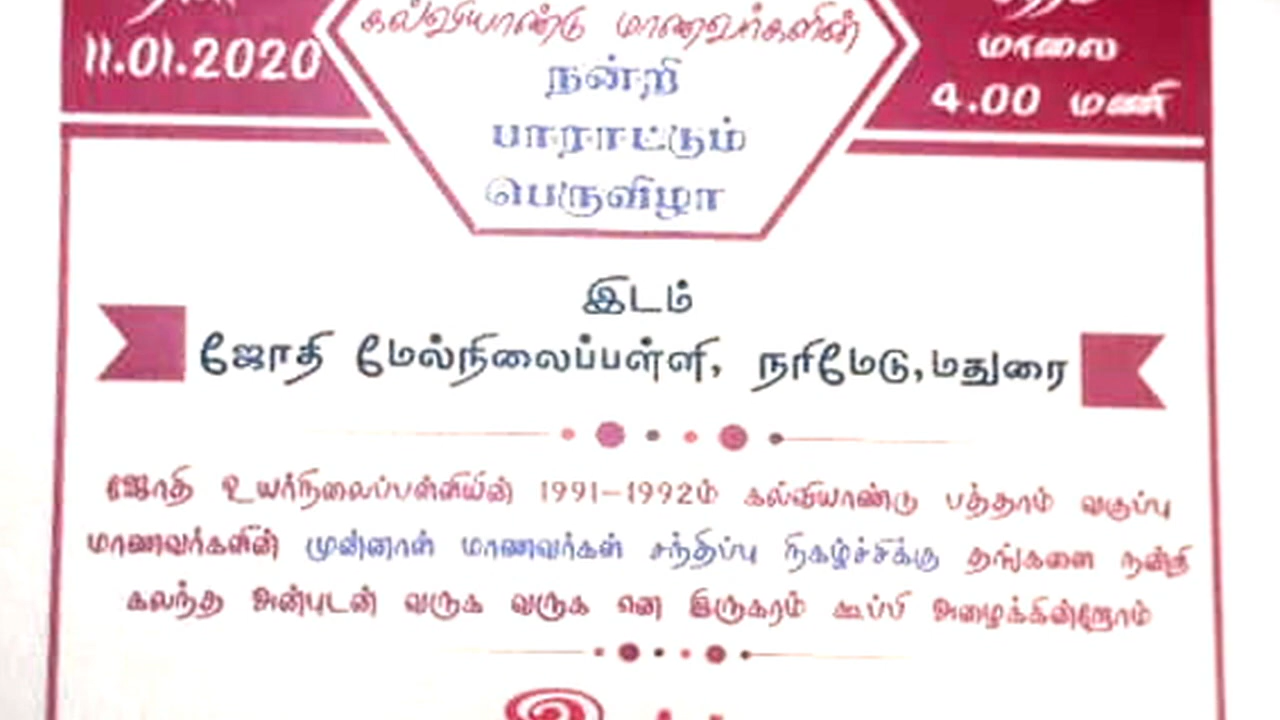 கல்வியாண்டு மாணவர்களின்
11.01.2020
நன்றி
பாராட்டும்
பெருவிழா
மாலை
4.00 மணி
இடம்
ஜோதி மேல்நிலைப்பள்ளி, நரிமேடு, மதுரை
ஜோதி உயர்நிலைப்பள்ளியின் 1991-1992ம் கல்வியாண்டு பத்தாம் வகுப்பு
மாணவர்களின் முன்னாள் மாணவர்கள் சந்திப்பு நிகழ்ச்சிக்கு தங்களை நன்றி
கலந்த அன்புடன் வருக வருக என இருகரம் கூப்பி அழைக்கின்றோம்